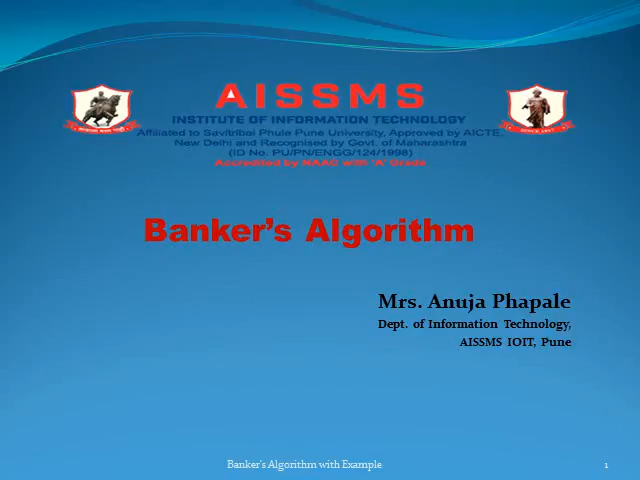 AISSMS
INSTITUTE OF INFORMATION TECHNOLOGY
Affiliated to Savitribai Phule Pune University, Approved by AICTE,
New Delhi and Recognised by Govt. of Maharashtra
(ID No. PU/PN/ENGG/124/1998)
Accredited by NAAC with 'A' Grade
Banker's Algorithm
Mrs. Anuja Phapale
Dept. of Information Technology,
AISSMS IOIT, Pune
Banker's Algorithm with Example
1